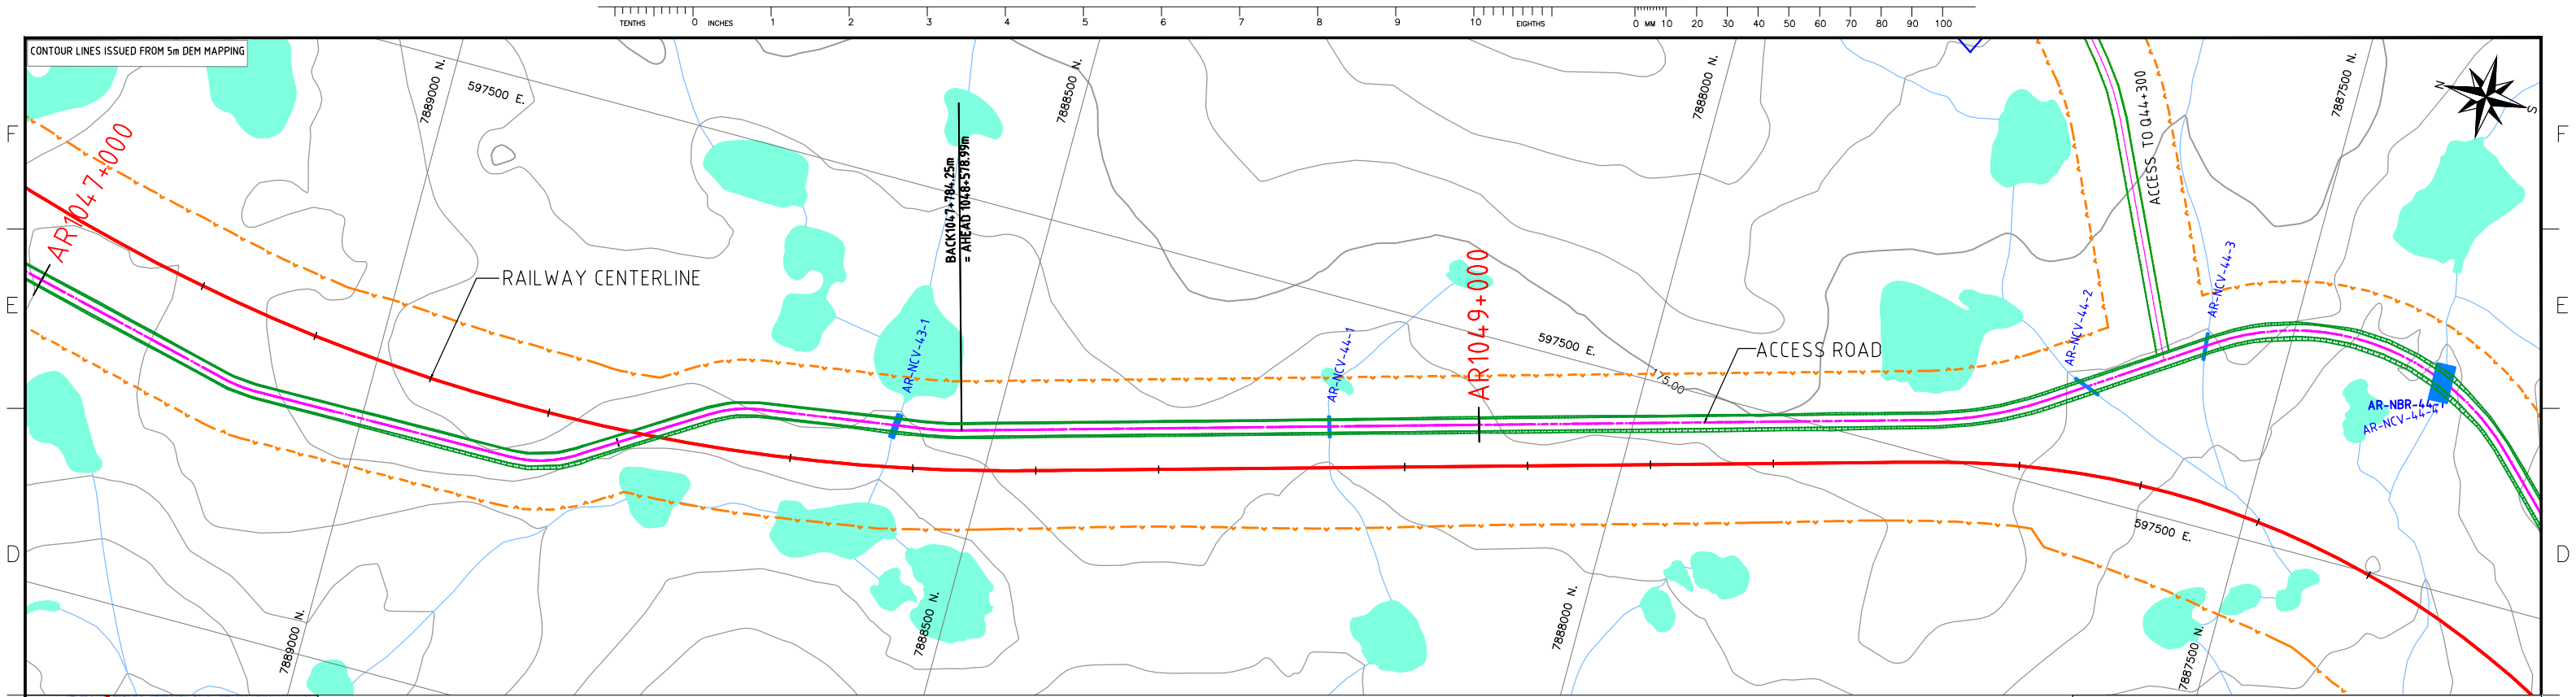 TENTHS 0 INCHES 1 2 3 4 5 6 7 8 9 10 EIGHTHS 0 MM 10 20 30 40 50 60 70 80 90 100
CONTOUR LINES ISSUED FROM 5m DEM MAPPING
7889000 N.
597500 E.
7888500 N.
7888000 N.
7887500 N.
N
S
F
F
AR1047+000
BACK1047+784.25m
= AHEAD 1048+578.99m
ACCESS TO Q44+300
E
E
RAILWAY CENTERLINE
AR-NCV-43-1
AR-NCV-44-1
AR1049+000
597500 E.
175.00
ACCESS ROAD
AR-NCV-44-2
AR-NCV-44-3
AR-NBR-44-1
AR-NCV-44-4
D
D
597500 E.
7889000 N.
7888500 N.
7888000 N.
7887500 N.